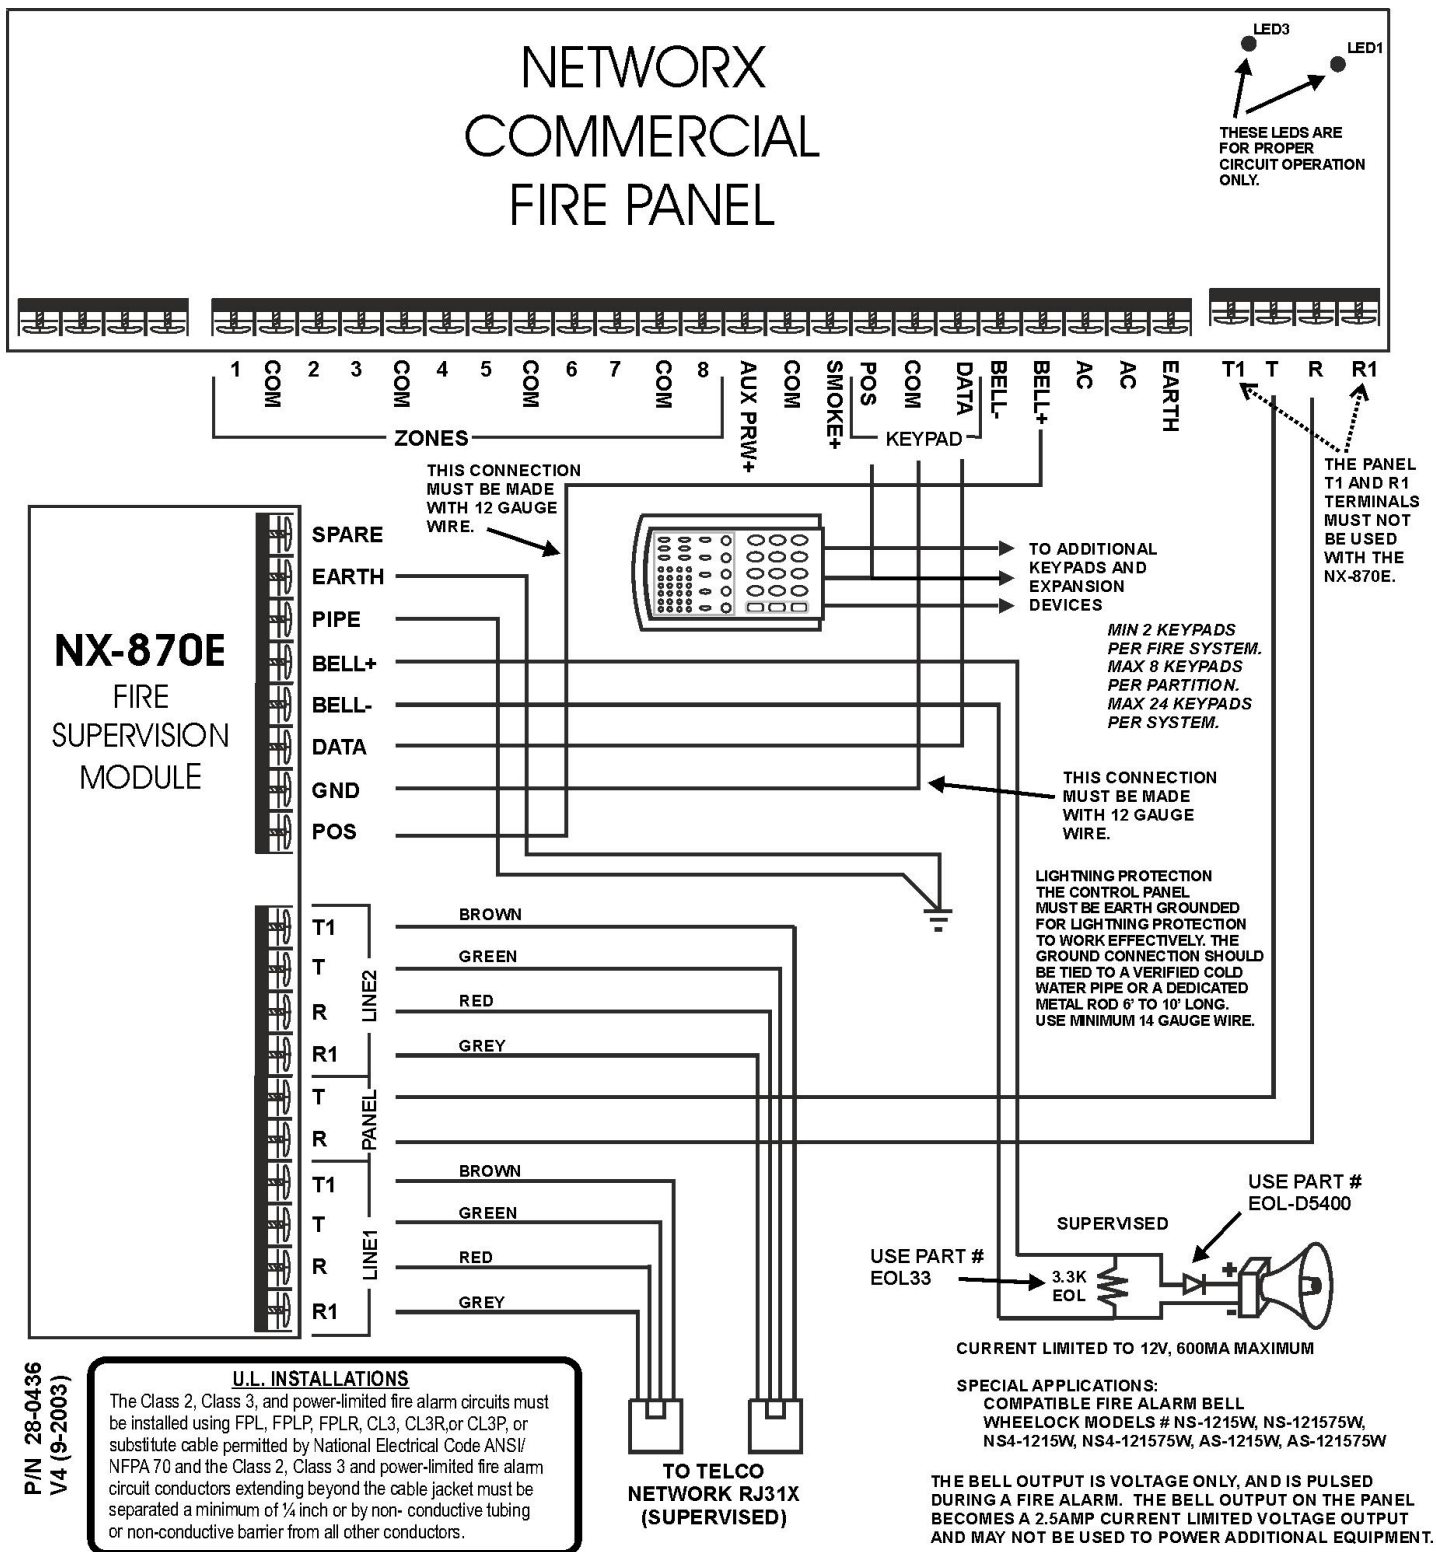 NETWORX
COMMERCIAL
FIRE PANEL
LED3
LED1
THESE LEDS ARE
FOR PROPER
CIRCUIT OPERATION
ONLY.
1
COM
2
3
COM
4
5
COM
6
7
COM
8
AUX PRW+
COM
SMOKE+
POS
COM
DATA
BELL-
BELL+
AC
AC
EARTH
T1
T
R
R1
ZONES
KEYPAD
THE PANEL
T1 AND R1
TERMINALS
MUST NOT
BE USED
WITH THE
NX-870E.
THIS CONNECTION
MUST BE MADE
WITH 12 GAUGE
WIRE.
TO ADDITIONAL
KEYPADS AND
EXPANSION
DEVICES
MIN 2 KEYPADS
PER FIRE SYSTEM.
MAX 8 KEYPADS
PER PARTITION.
MAX 24 KEYPADS
PER SYSTEM.
NX-870E
FIRE
SUPERVISION
MODULE
SPARE
EARTH
PIPE
BELL+
BELL-
DATA
GND
POS
THIS CONNECTION
MUST BE MADE
WITH 12 GAUGE
WIRE.
LIGHTNING PROTECTION
THE CONTROL PANEL
MUST BE EARTH GROUNDED
FOR LIGHTNING PROTECTION
TO WORK EFFECTIVELY. THE
GROUND CONNECTION SHOULD
BE TIED TO A VERIFIED COLD
WATER PIPE OR A DEDICATED
METAL ROD 6' TO 10' LONG.
USE MINIMUM 14 GAUGE WIRE.
T1
T
R
R1
LINE2
BROWN
GREEN
RED
GREY
T
R
PANEL
T1
T
R
R1
LINE1
BROWN
GREEN
RED
GREY
USE PART #
EOL-D5400
SUPERVISED
USE PART #
EOL33
3.3K
EOL
+
-
CURRENT LIMITED TO 12V, 600MA MAXIMUM
SPECIAL APPLICATIONS:
COMPATIBLE FIRE ALARM BELL
WHEELOCK MODELS # NS-1215W, NS-121575W,
NS4-1215W, NS4-121575W, AS-1215W, AS-121575W
THE BELL OUTPUT IS VOLTAGE ONLY, AND IS PULSED
DURING A FIRE ALARM. THE BELL OUTPUT ON THE PANEL
BECOMES A 2.5AMP CURRENT LIMITED VOLTAGE OUTPUT
AND MAY NOT BE USED TO POWER ADDITIONAL EQUIPMENT.
TO TELCO
NETWORK RJ31X
(SUPERVISED)
P/N 28-0436
V4 (9-2003)
U.L. INSTALLATIONS
The Class 2, Class 3, and power-limited fire alarm circuits must
be installed using FPL, FPLP, FPLR, CL3, CL3R,or CL3P, or
substitute cable permitted by National Electrical Code ANSI/
NFPA 70 and the Class 2, Class 3 and power-limited fire alarm
circuit conductors extending beyond the cable jacket must be
separated a minimum of ¼ inch or by non- conductive tubing
or non-conductive barrier from all other conductors.